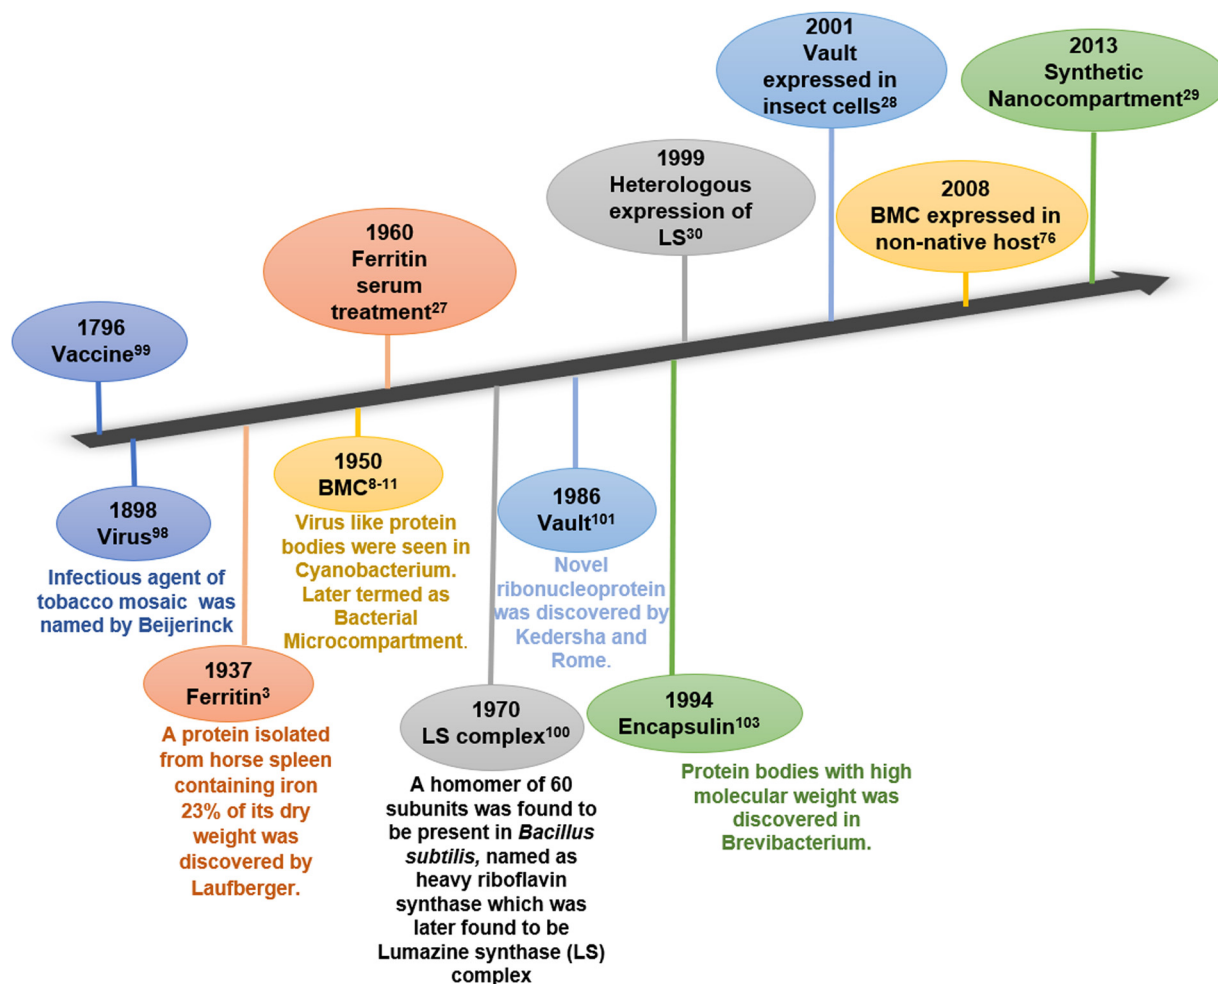 2001
Vault
expressed in
insect cells28
2013
Synthetic
Nanocompartment29
1999
Heterologous
expression of
LS30
2008
BMC expressed in
non-native host76
1960
Ferritin
serum
treatment27
1796
Vaccine99
1898
Virus98
Infectious agent of
tobacco mosaic was
named by Beijerinck
1950
BMC8-11
Virus like protein
bodies were seen in
Cyanobacterium.
Later termed as
Bacterial
Microcompartment.
1986
Vault101
Novel
ribonucleoprotein
was discovered by
Kedersha and
Rome.
1937
Ferritin3
A protein isolated
from horse spleen
containing iron
23% of its dry
weight was
discovered by
Laufberger.
1970
LS complex100
A homomer of 60
subunits was found to
be present in Bacillus
subtilis, named as
heavy riboflavin
synthase which was
later found to be
Lumazine synthase (LS)
complex
1994
Encapsulin103
Protein bodies with high
molecular weight was
discovered in
Brevibacterium.